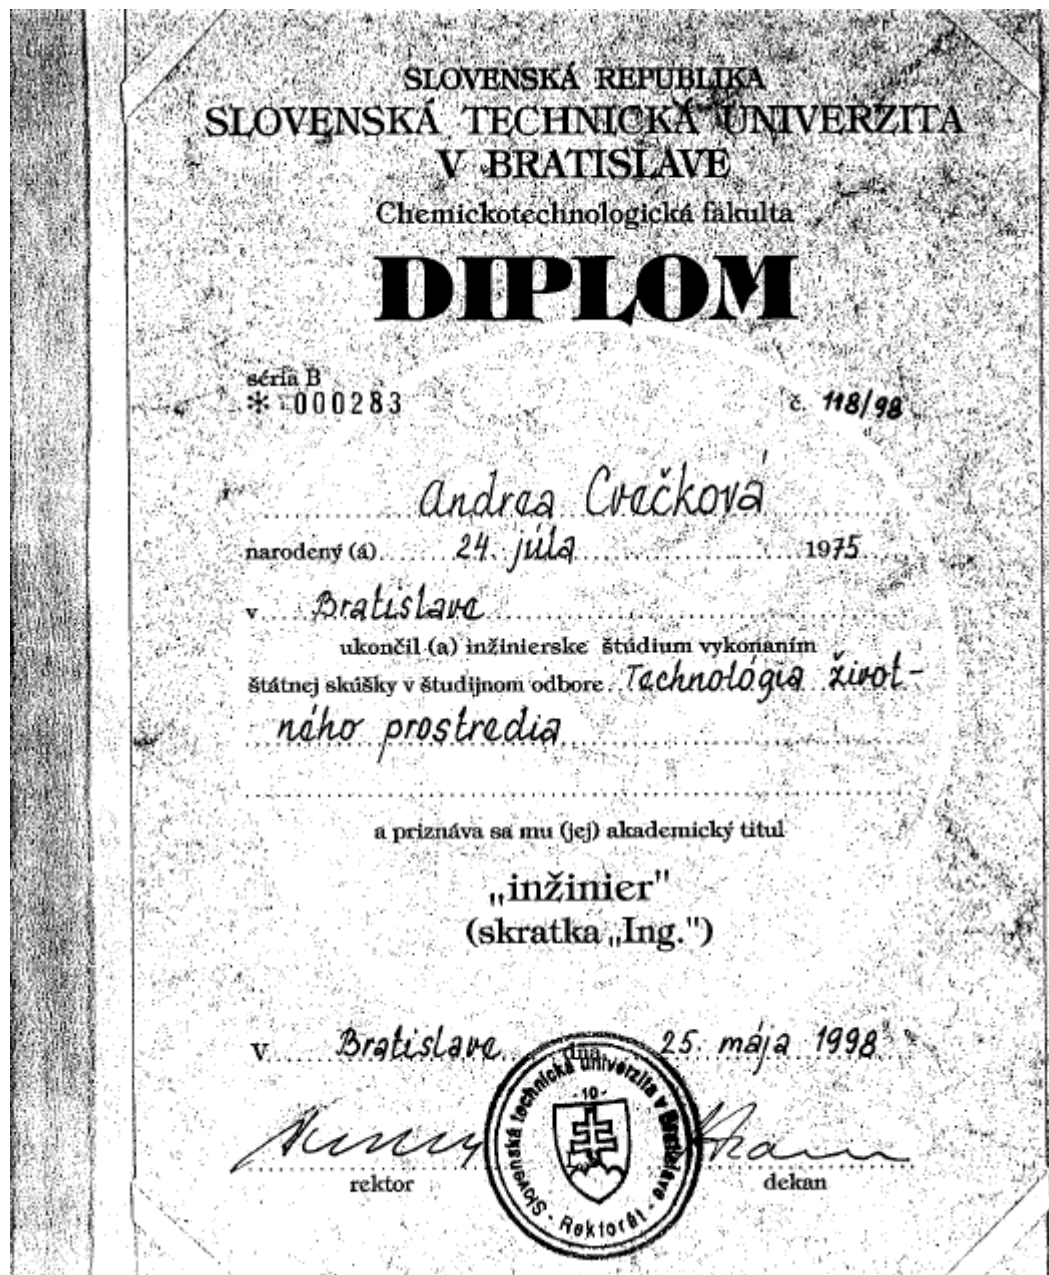 SLOVENSKÁ REPUBLIKA
SLOVENSKÁ TECHNICKÁ UNIVERZITA
V BRATISLAVE
Chemickotechnologická fakulta
DIPLOM
séria B
* 000283
č. 118/98
Andrea Cvečková
narodený (á) 24. júla 1975
v Bratislave
ukončil (a) inžinierske štúdium vykonaním
štátnej skúšky v študijnom odbore Technológia život-
ného prostredia
a priznáva sa mu (jej) akademický titul
„inžinier"
(skratka „Ing.")
v Bratislave dňa 25. mája 1998
rektor
dekan
Slovenská technická univerzita v Bratislave
- 10 -
- Rektorát -